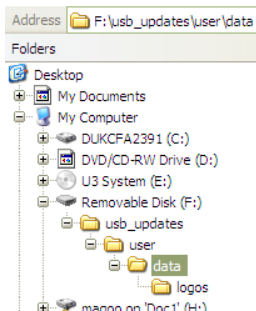 Address F:\usb_updates\user\data
Folders
Desktop
My Documents
My Computer
DUKCFA2391 (C:)
DVD/CD-RW Drive (D:)
U3 System (E:)
Removable Disk (F:)
usb_updates
user
data
logos
magoo on 'Doc1' (H:)